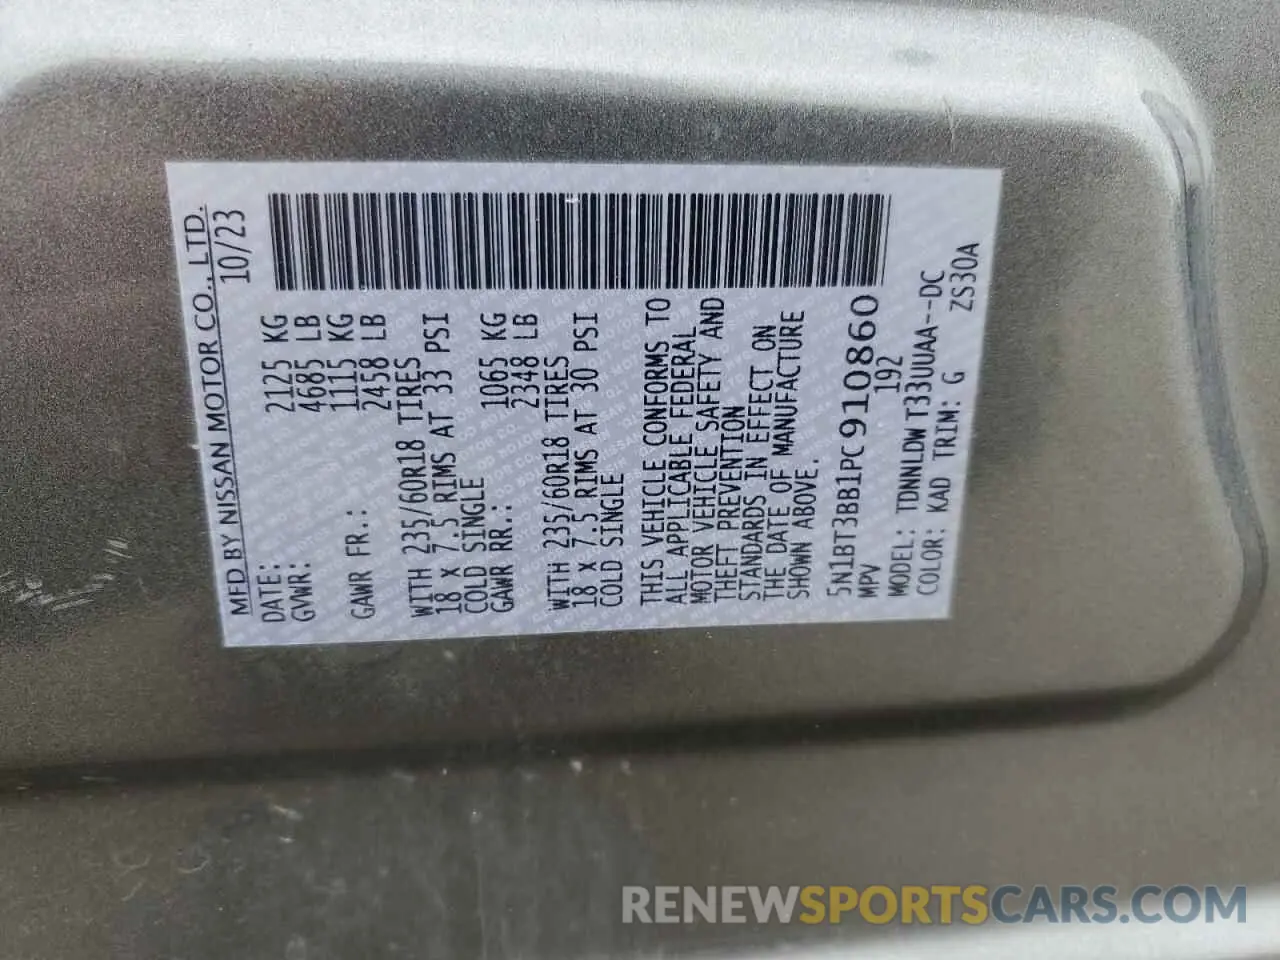 MFD BY NISSAN MOTOR CO., LTD.
DATE: 10/23
GVWR: 2125 KG
4685 LB
GAWR FR.: 1115 KG
2458 LB
WITH 235/60R18 TIRES
18 x 7.5 RIMS AT 33 PSI
COLD SINGLE
GAWR RR.: 1065 KG
2348 LB
WITH 235/60R18 TIRES
18 x 7.5 RIMS AT 30 PSI
COLD SINGLE
THIS VEHICLE CONFORMS TO
ALL APPLICABLE FEDERAL
MOTOR VEHICLE SAFETY AND
THEFT PREVENTION
STANDARDS IN EFFECT ON
THE DATE OF MANUFACTURE
SHOWN ABOVE.
5N1BT3BB1PC910860
MPV 192
MODEL: TDNNLDWT33UUAA--DC
COLOR: KAD TRIM: G ZS30A
RENEWSPORTSCARS.COM